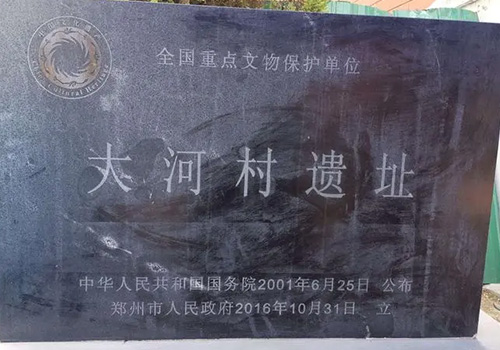 全国重点文物保护单位
大河村遗址
中华人民共和国国务院2001年6月25日 公布
郑州市人民政府2016年10月31日 立